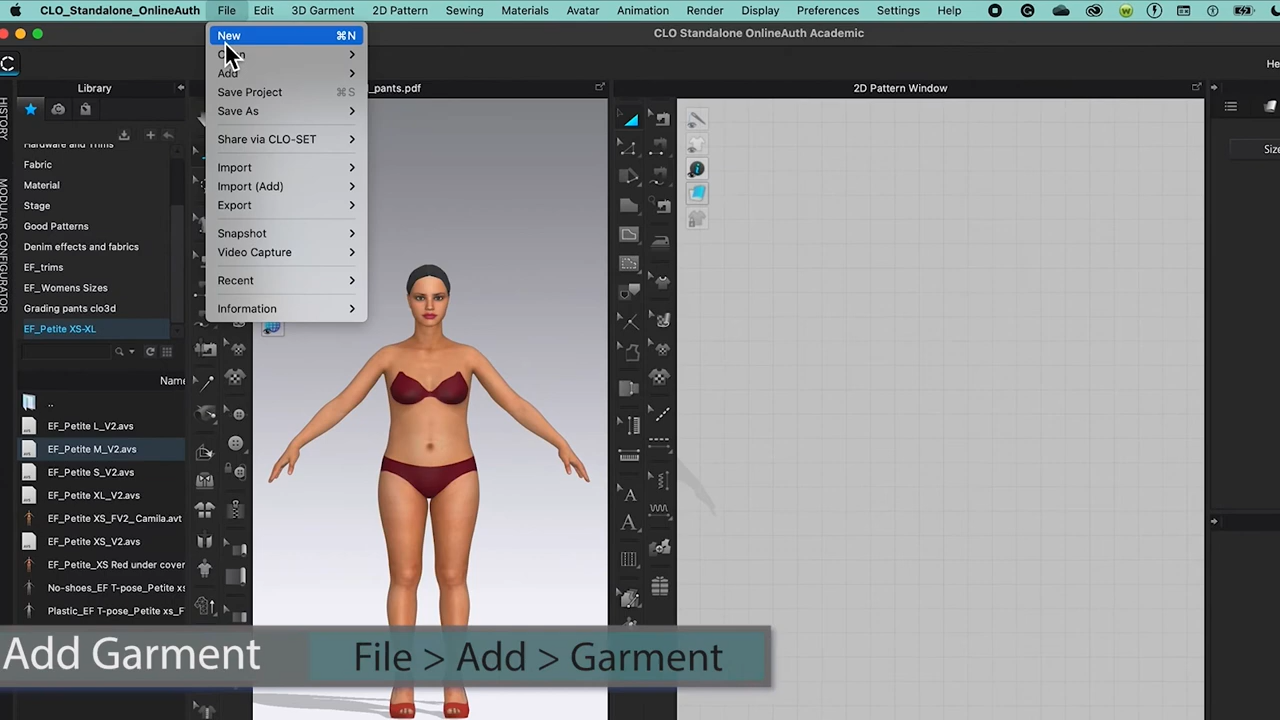 CLO_Standalone_OnlineAuth File Edit 3D Garment 2D Pattern Sewing Materials Avatar Animation Render Display Preferences Settings Help
CLO Standalone OnlineAuth Academic
Library
_pants.pdf
2D Pattern Window
New ⌘N
Add
Save Project ⌘S
Save As
Share via CLO-SET
Import
Import (Add)
Export
Snapshot
Video Capture
Recent
Information
HISTORY
MODULAR CONFIGURATOR
Hardware and Trims
Fabric
Material
Stage
Good Patterns
Denim effects and fabrics
EF_trims
EF_Womens Sizes
Grading pants clo3d
EF_Petite XS-XL
Name
..
EF_Petite L_V2.avs
EF_Petite M_V2.avs
EF_Petite S_V2.avs
EF_Petite XL_V2.avs
EF_Petite XS_FV2_Camila.avt
EF_Petite XS_V2.avs
EF_Petite_XS Red under cover
No-shoes_EF T-pose_Petite xs
Plastic_EF T-pose_Petite xs_F
He
Size
Add Garment
File > Add > Garment